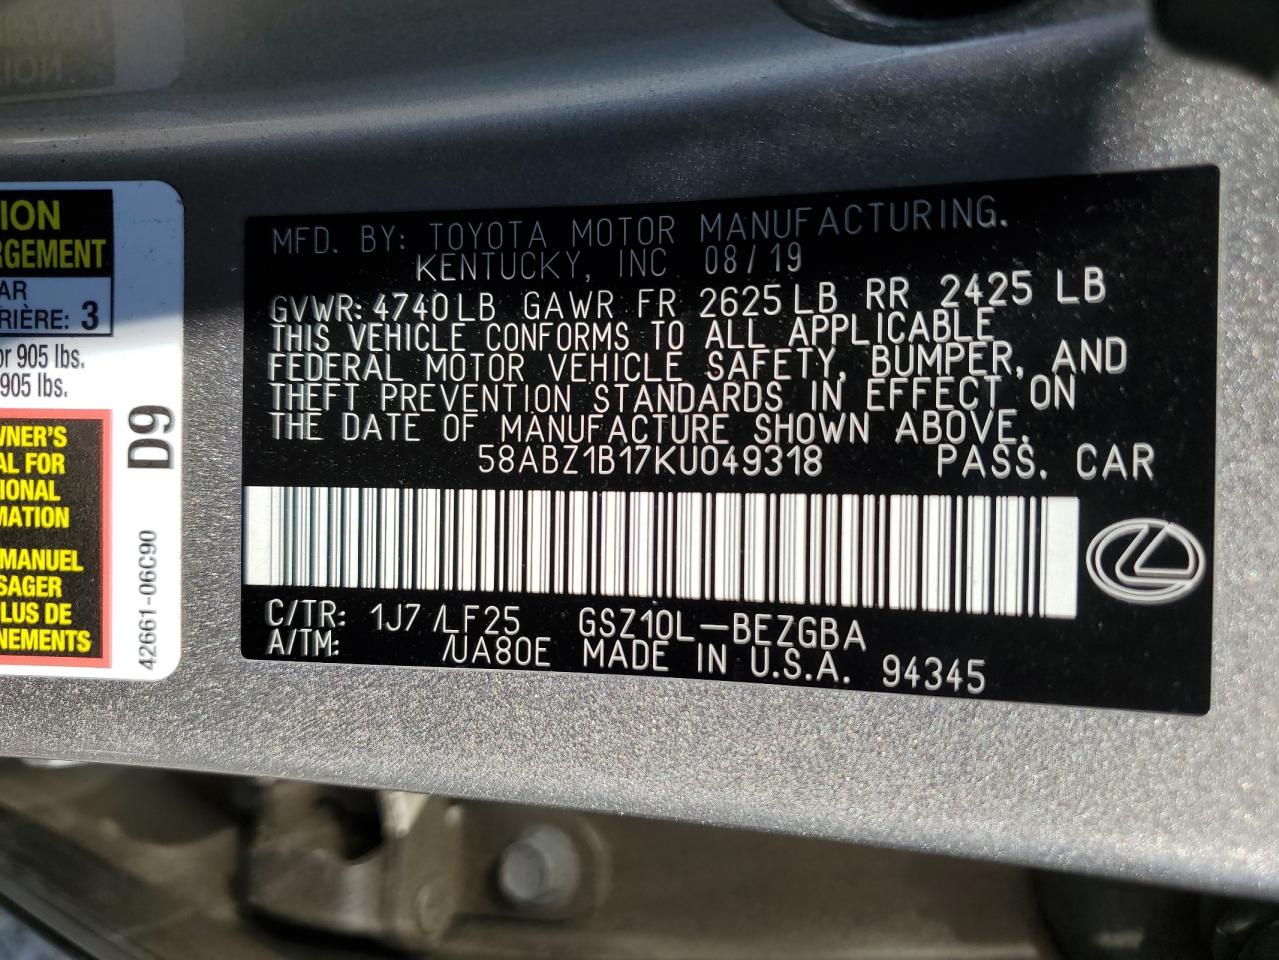 TION
RGEMENT
AR
RIÈRE: 3
or 905 lbs.
905 lbs.
WNER'S
AL FOR
TIONAL
MATION
MANUEL
SAGER
PLUS DE
NEMENTS
D9
42661-06C90
MFD. BY: TOYOTA MOTOR MANUFACTURING.
KENTUCKY, INC 08/19
GVWR: 4740LB GAWR FR 2625LB RR 2425 LB
THIS VEHICLE CONFORMS TO ALL APPLICABLE
FEDERAL MOTOR VEHICLE SAFETY, BUMPER, AND
THEFT PREVENTION STANDARDS IN EFFECT ON
THE DATE OF MANUFACTURE SHOWN ABOVE.
58ABZ1B17KU049318 PASS. CAR
C/TR: 1J7 /LF25 GSZ10L-BEZGBA
A/TM: /UA80E MADE IN U.S.A. 94345